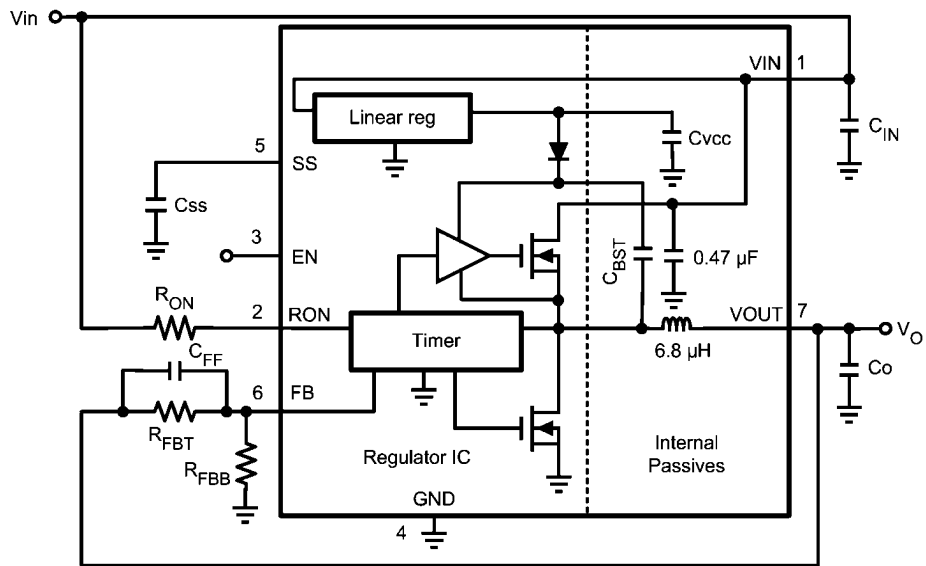 Vin
VIN 1
Linear reg
Cvcc
C_IN
5
SS
Css
3
EN
C_BST
0.47 µF
R_ON
2
RON
Timer
6.8 µH
VOUT
7
V_O
C_FF
Co
6
FB
R_FBT
R_FBB
Regulator IC
Internal
Passives
GND
4